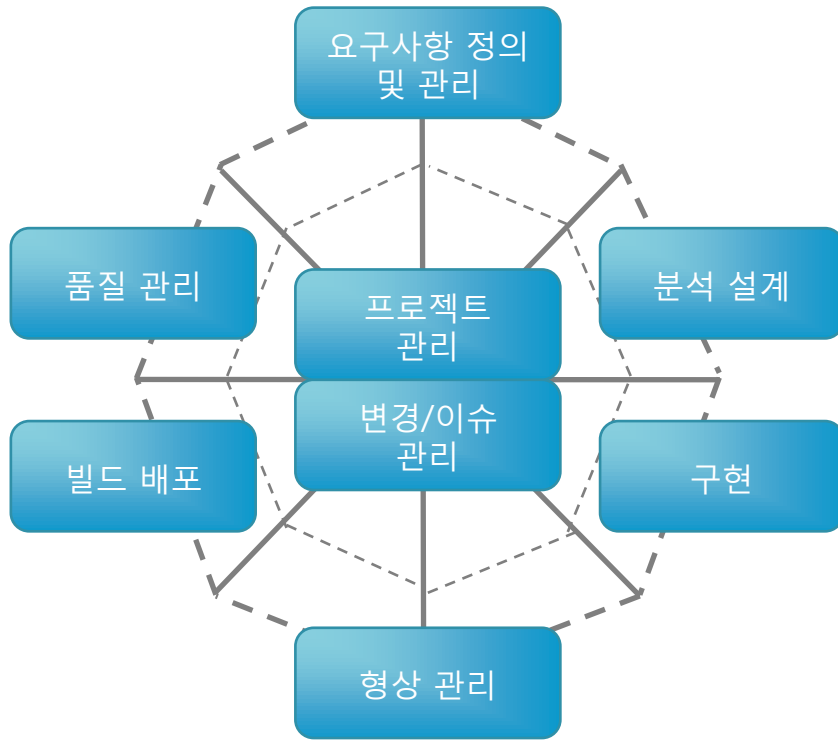 요구사항 정의
및 관리
품질 관리
프로젝트
관리
분석 설계
변경/이슈
관리
빌드 배포
구현
형상 관리